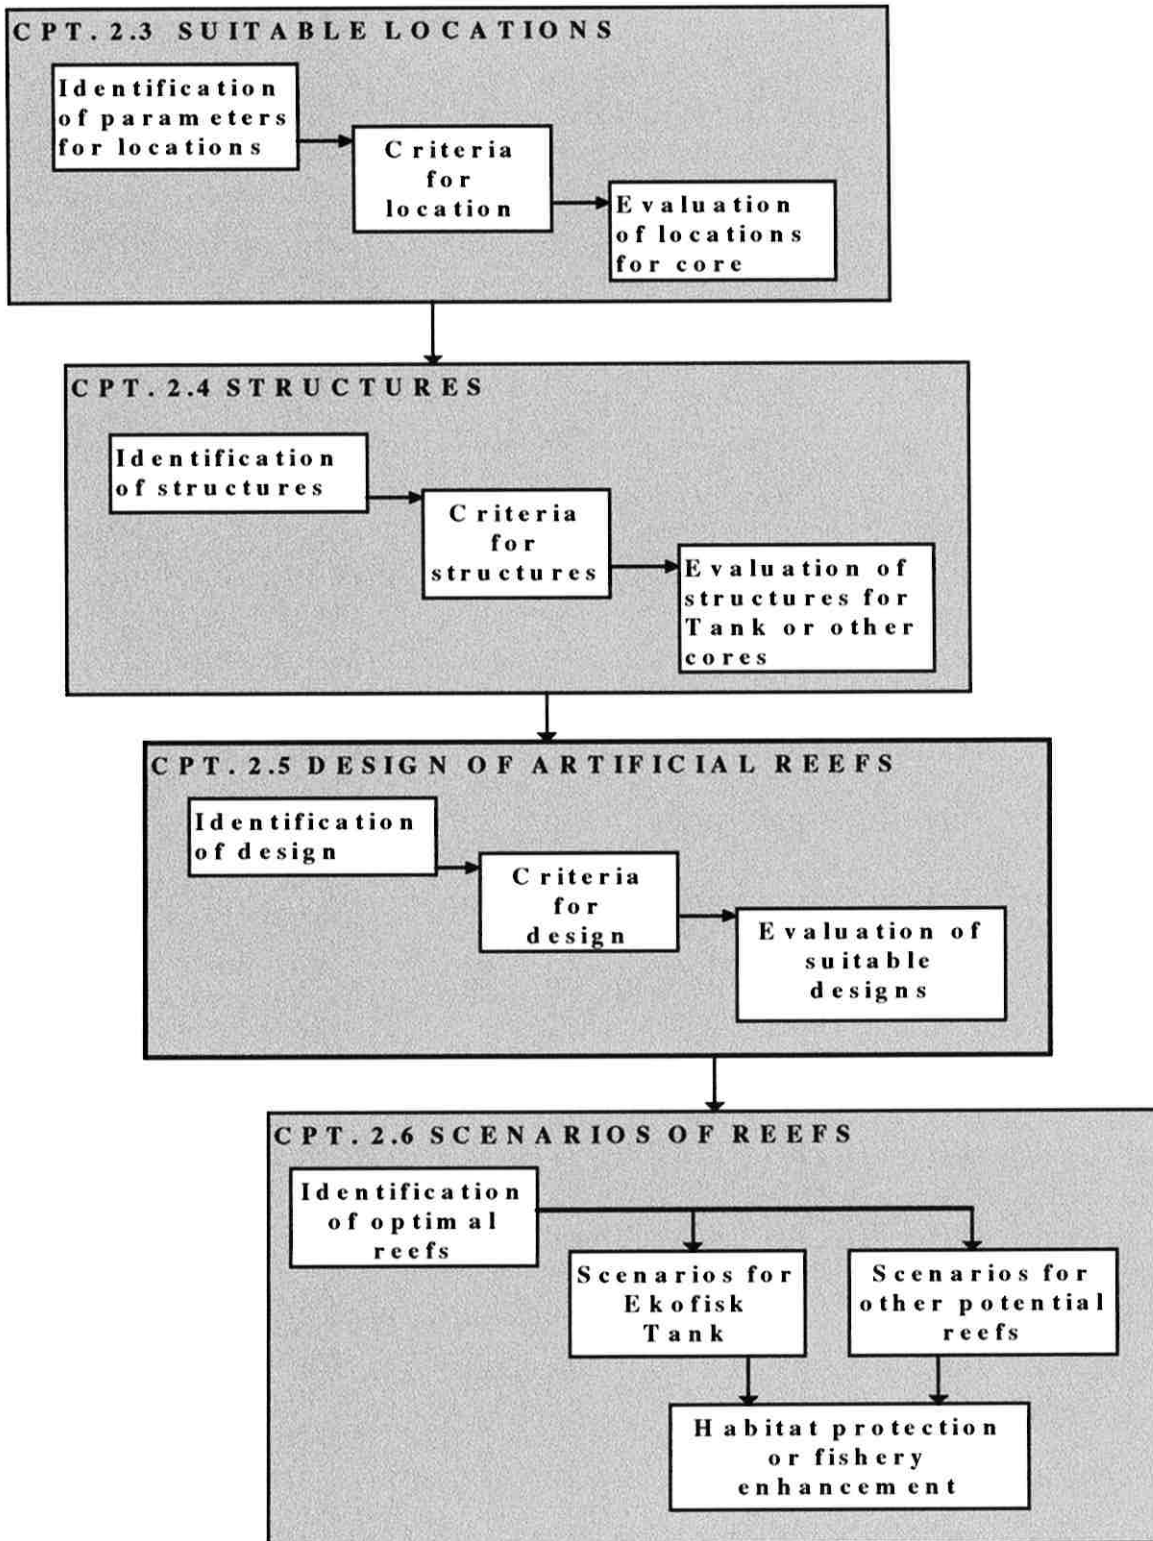 CPT. 2.3 SUITABLE LOCATIONS
Identification
of parameters
for locations
Criteria
for
location
Evaluation
of locations
for core
CPT. 2.4 STRUCTURES
Identification
of structures
Criteria
for
structures
Evaluation of
structures for
Tank or other
cores
CPT. 2.5 DESIGN OF ARTIFICIAL REEFS
Identification
of design
Criteria
for
design
Evaluation of
suitable
designs
CPT. 2.6 SCENARIOS OF REEFS
Identification
of optimal
reefs
Scenarios for
Ekofisk
Tank
Scenarios for
other potential
reefs
Habitat protection
or fishery
enhancement